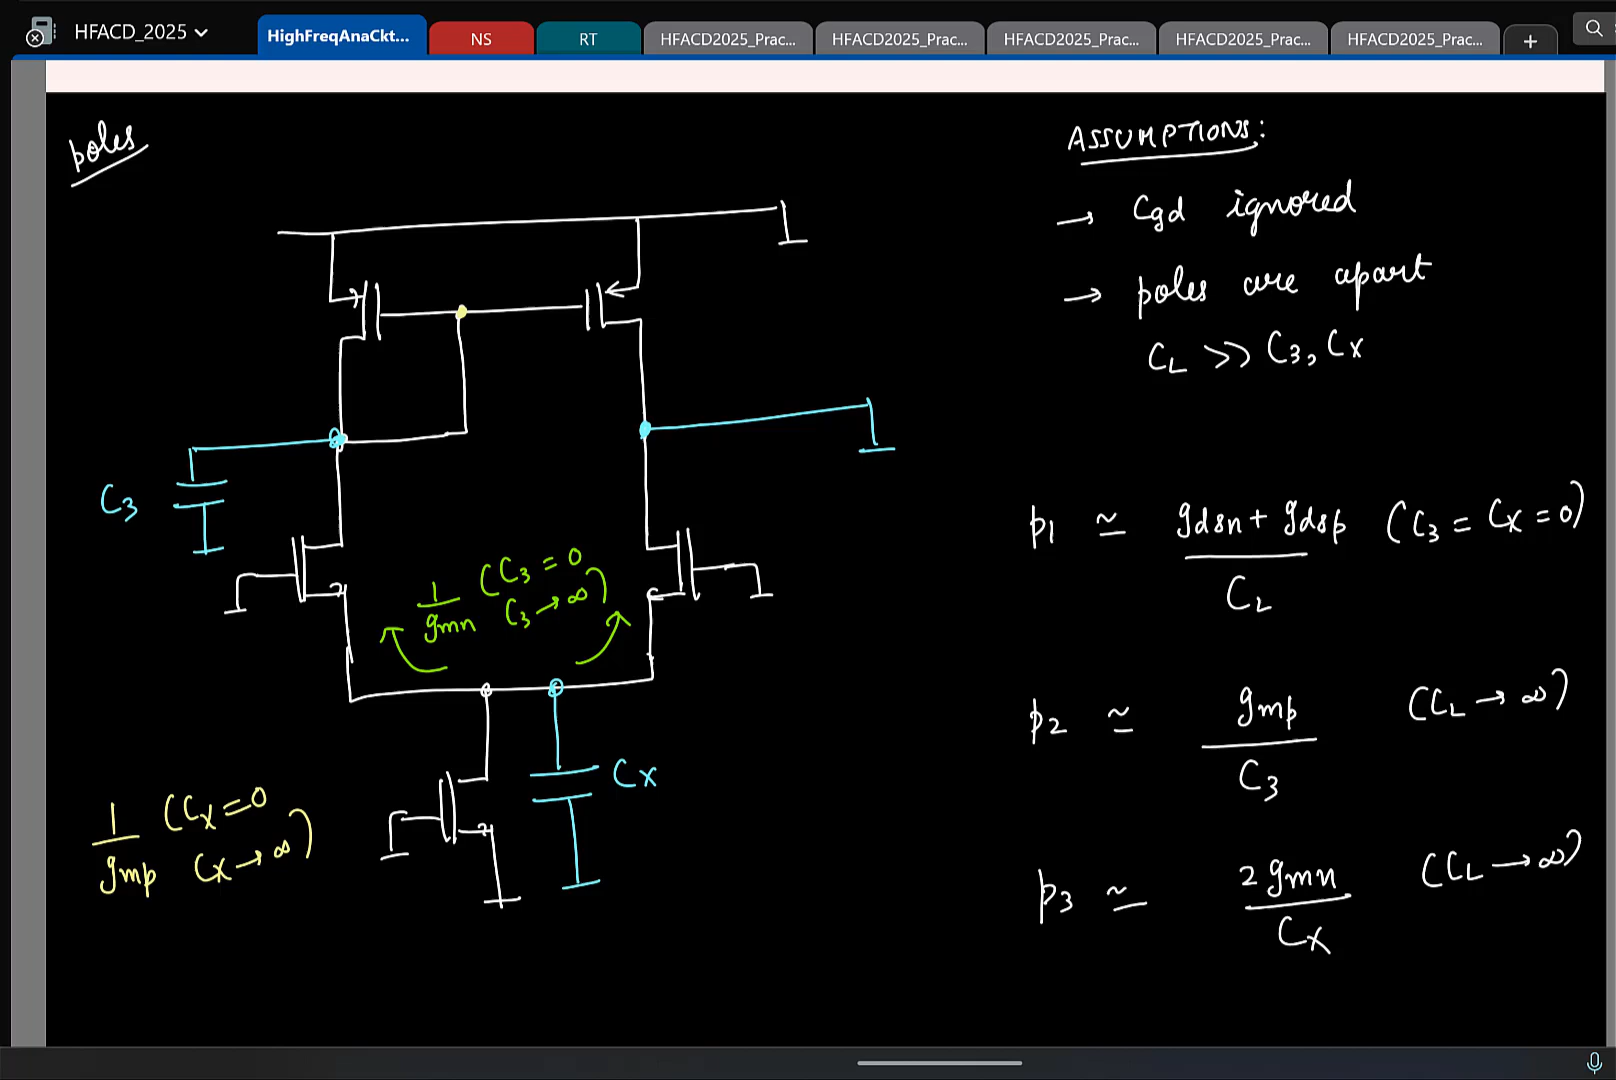 HFACD_2025
HighFreqAnaCkt...
NS
RT
HFACD2025_Prac...
HFACD2025_Prac...
HFACD2025_Prac...
HFACD2025_Prac...
HFACD2025_Prac...
+
poles
ASSUMPTIONS:
→ Cgd ignored
→ poles are apart
CL >> C3, CX
C3
1/gmn (C3 = 0
C3 → ∞)
CX
1/gmp (CX = 0
CX → ∞)
p1 ≃ gdsn + gdsp / CL (C3 = CX = 0)
p2 ≃ gmp / C3 (CL → ∞)
p3 ≃ 2gmn / CX (CL → ∞)